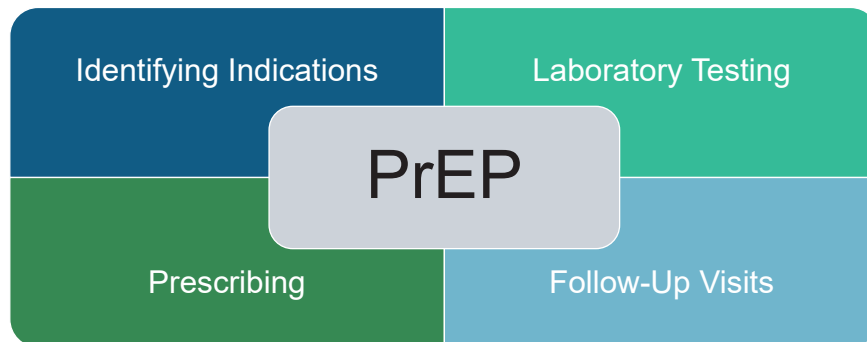 Identifying Indications
Laboratory Testing
PrEP
Prescribing
Follow-Up Visits